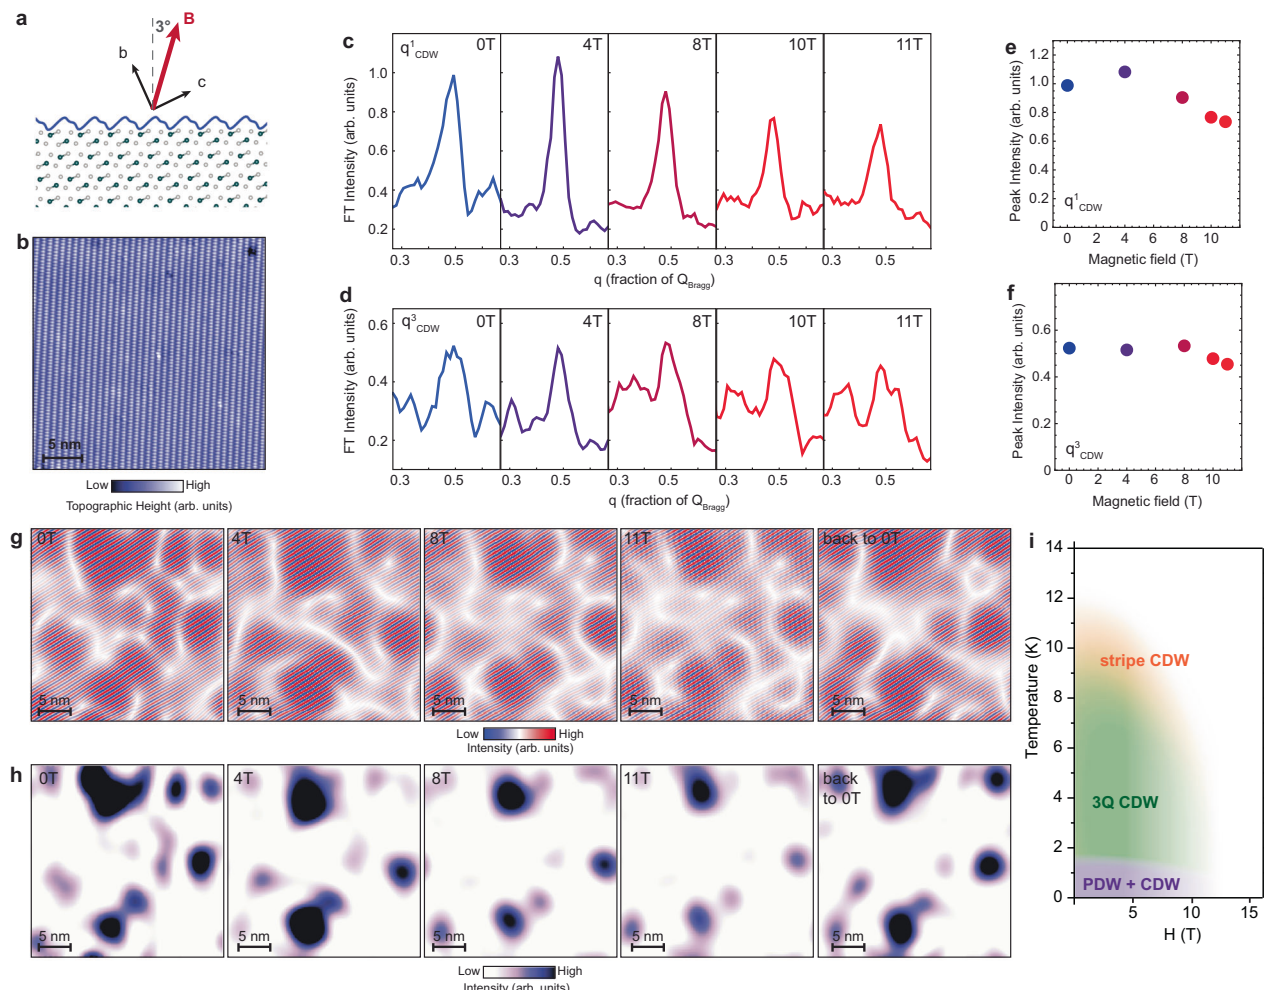 a
3°
B
b
c
b
5 nm
Low High
Topographic Height (arb. units)
c
q¹CDW
0T
4T
8T
10T
11T
FT Intensity (arb. units)
1.0
0.8
0.6
0.4
0.2
0.3 0.5 0.3 0.5 0.3 0.5 0.3 0.5 0.3 0.5
q (fraction of QBragg)
d
q³CDW
0T
4T
8T
10T
11T
FT Intensity (arb. units)
0.6
0.4
0.2
0.3 0.5 0.3 0.5 0.3 0.5 0.3 0.5 0.3 0.5
q (fraction of QBragg)
e
Peak Intensity (arb. units)
1.2
1.0
0.8
0.6
0.4
0.2
0
q¹CDW
0 2 4 6 8 10
Magnetic field (T)
f
Peak Intensity (arb. units)
0.6
0.4
0.2
0
q³CDW
0 2 4 6 8 10
Magnetic field (T)
g
0T
4T
8T
11T
back to 0T
5 nm
5 nm
5 nm
5 nm
5 nm
Low High
Intensity (arb. units)
h
0T
4T
8T
11T
back
to 0T
5 nm
5 nm
5 nm
5 nm
5 nm
Low High
Intensity (arb. units)
i
Temperature (K)
14
12
10
8
6
4
2
0
stripe CDW
3Q CDW
PDW + CDW
5 10 15
H (T)